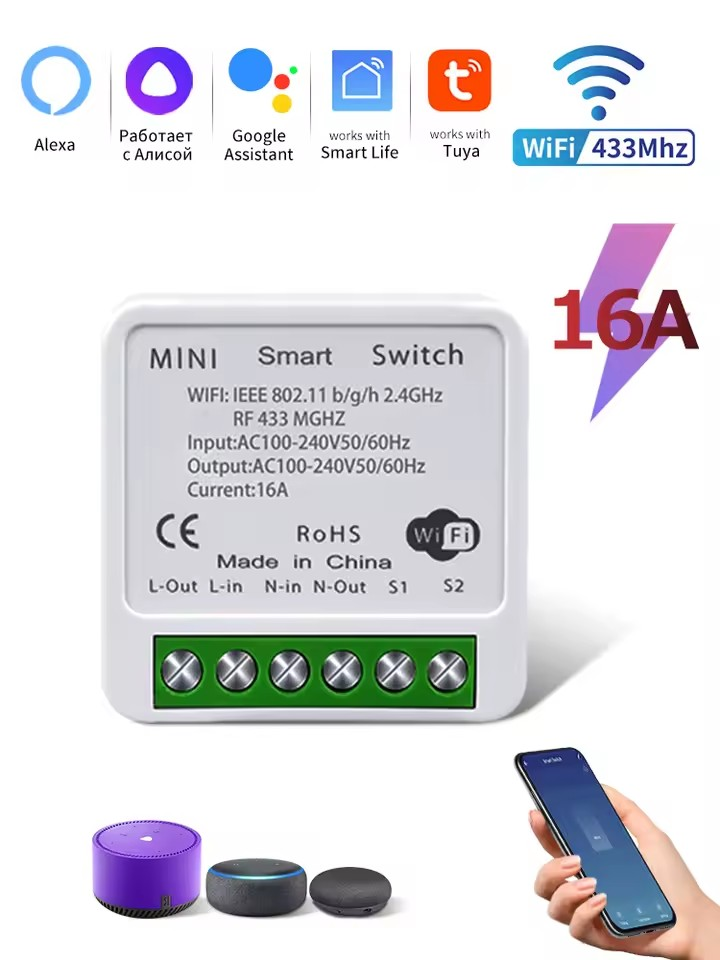 Alexa
Работает
с Алисой
Google
Assistant
works with
Smart Life
works with
Tuya
WiFi/433Mhz
16A
MINI Smart Switch
WIFI: IEEE 802.11 b/g/h 2.4GHz
RF 433 MGHZ
Input:AC100-240V50/60Hz
Output:AC100-240V50/60Hz
Current:16A
CE RoHS WiFi
Made in China
L-Out L-in N-in N-Out S1 S2